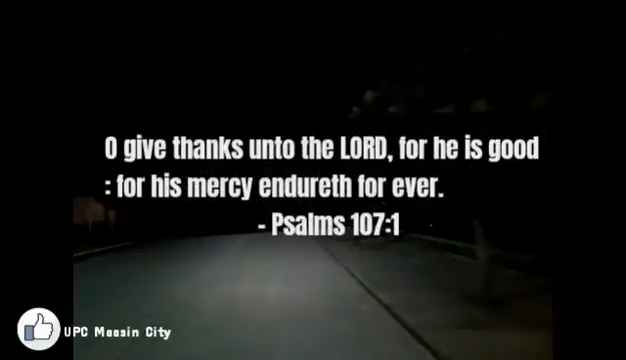 O give thanks unto the LORD, for he is good
: for his mercy endureth for ever.
- Psalms 107:1
UPC Maasin City